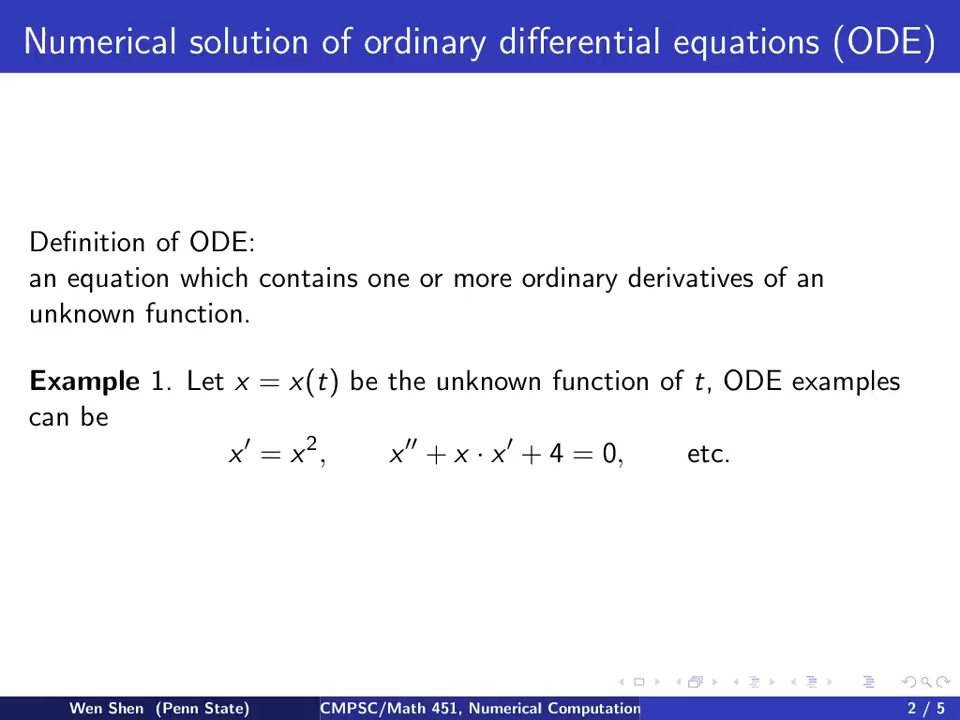 Numerical solution of ordinary differential equations (ODE)
Definition of ODE:
an equation which contains one or more ordinary derivatives of an
unknown function.
Example 1. Let x = x(t) be the unknown function of t, ODE examples
can be
x′ = x², x″ + x · x′ + 4 = 0, etc.
Wen Shen (Penn State) CMPSC/Math 451, Numerical Computation 2 / 5